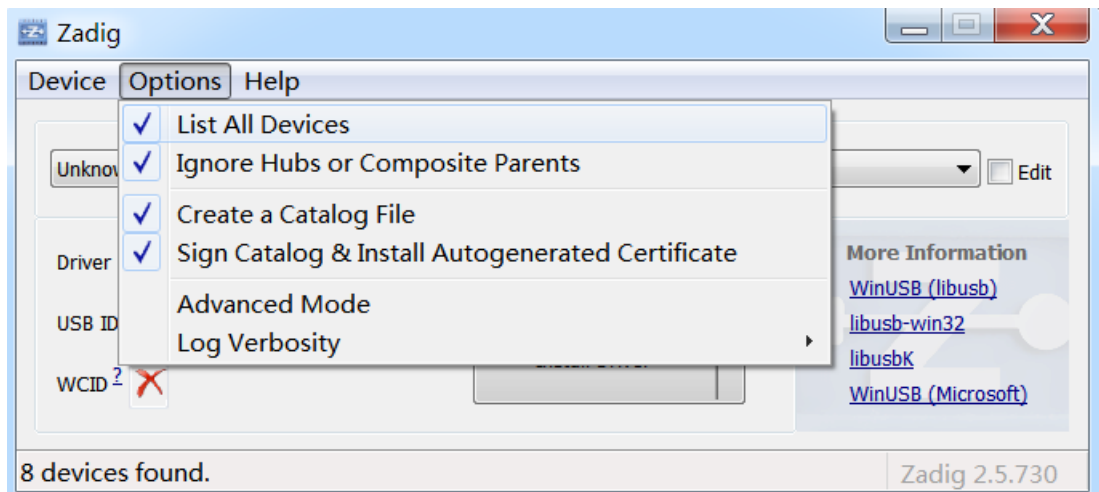 Zadig
Device Options Help
List All Devices
Ignore Hubs or Composite Parents
Create a Catalog File
Sign Catalog & Install Autogenerated Certificate
Advanced Mode
Log Verbosity
Edit
Driver
USB ID
WCID ?
More Information
WinUSB (libusb)
libusb-win32
libusbK
WinUSB (Microsoft)
8 devices found.
Zadig 2.5.730